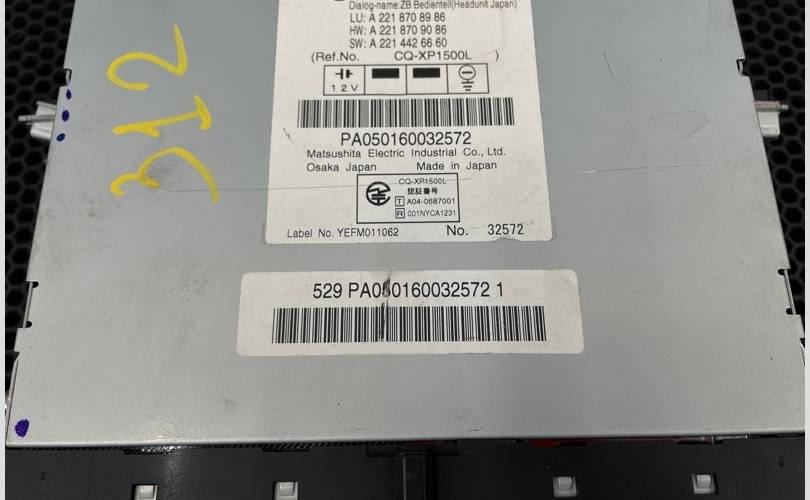 Dialog-name:ZB Bedienteil(Headunit Japan)
LU: A 221 870 89 86
HW: A 221 870 90 86
SW: A 221 442 66 60
(Ref.No. CQ-XP1500L )
12V
PA050160032572
Matsushita Electric Industrial Co., Ltd.
Osaka Japan Made in Japan
CQ-XP1500L
認証番号
T A04-0687001
R 001NYCA1231
Label No. YEFM011062 No. 32572
529 PA050160032572 1
312